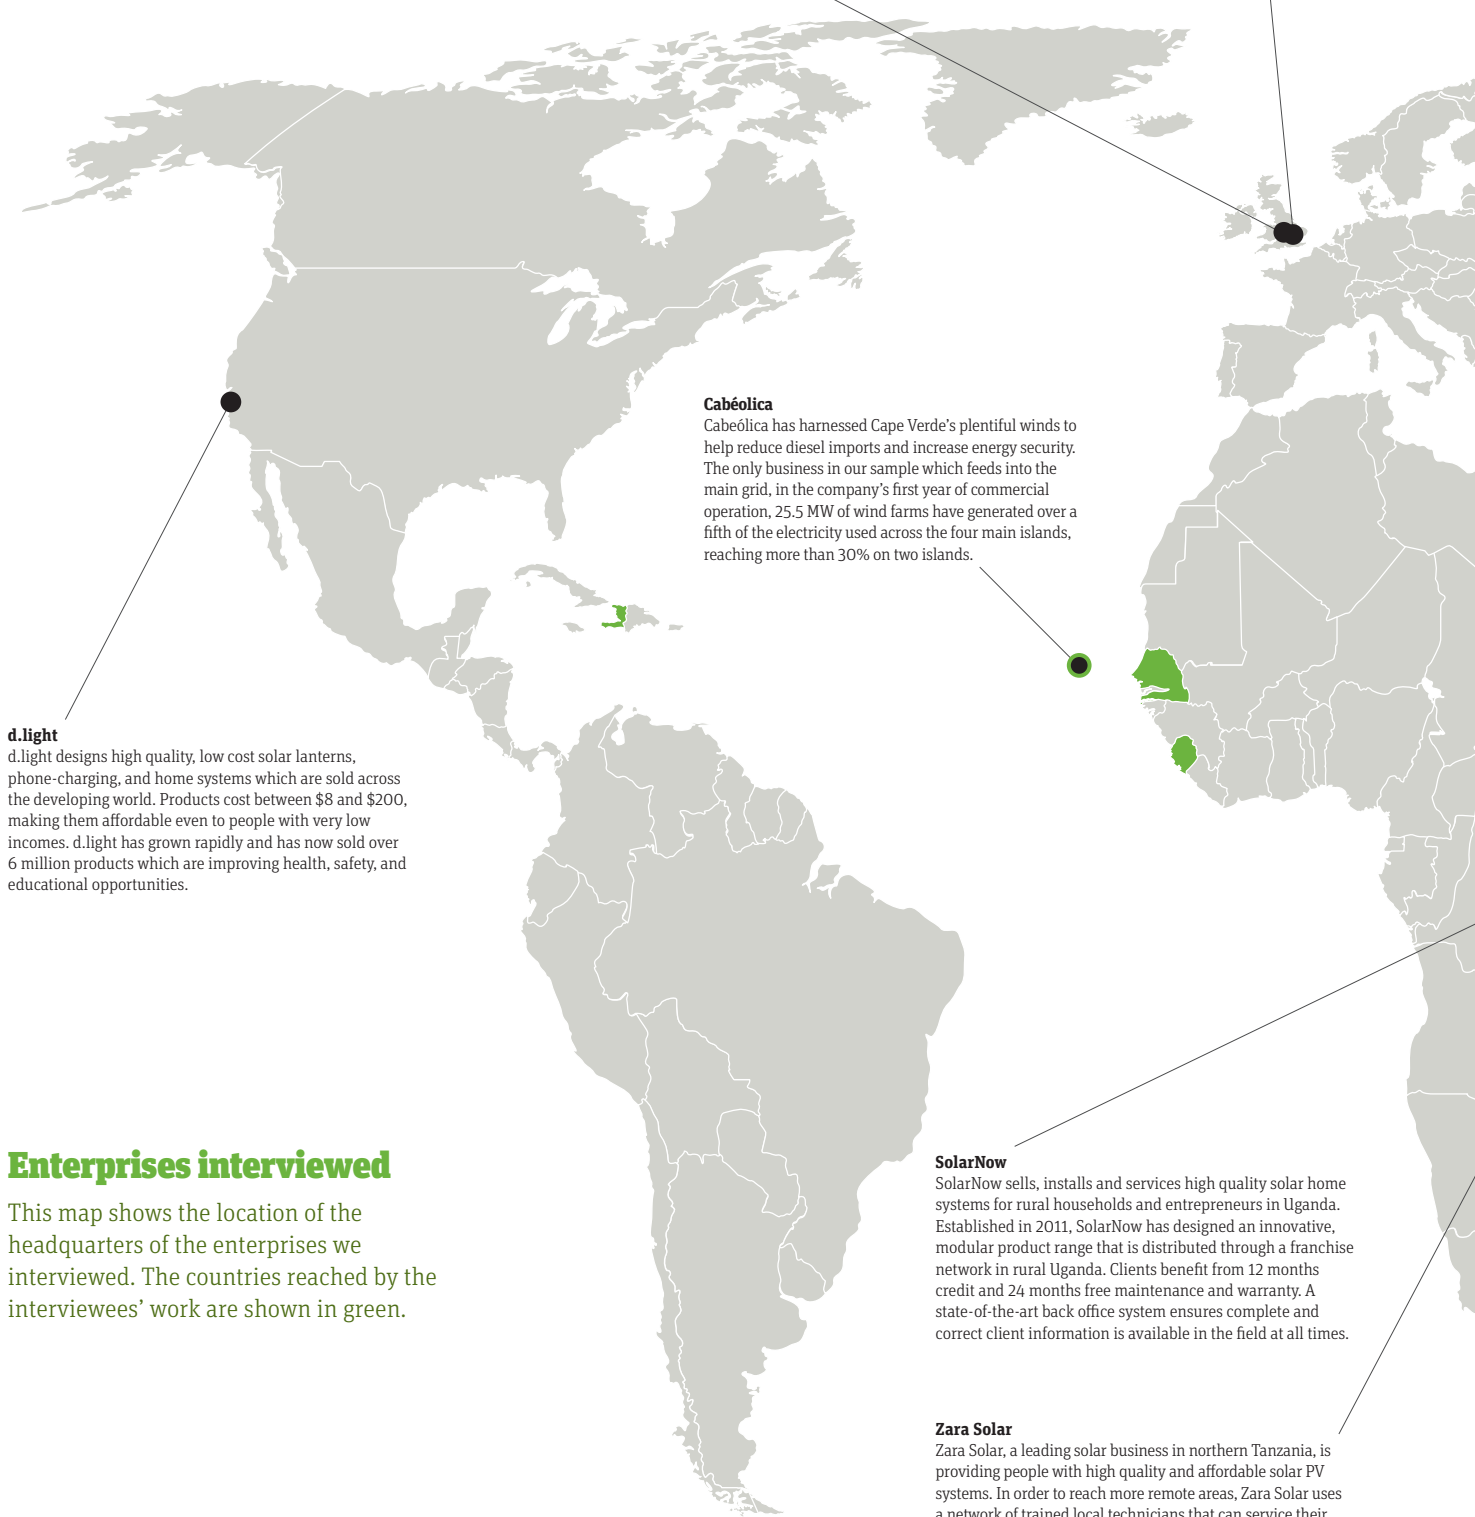 Cabéolica
Cabeólica has harnessed Cape Verde's plentiful winds to
help reduce diesel imports and increase energy security.
The only business in our sample which feeds into the
main grid, in the company's first year of commercial
operation, 25.5 MW of wind farms have generated over a
fifth of the electricity used across the four main islands,
reaching more than 30% on two islands.
d.light
d.light designs high quality, low cost solar lanterns,
phone-charging, and home systems which are sold across
the developing world. Products cost between $8 and $200,
making them affordable even to people with very low
incomes. d.light has grown rapidly and has now sold over
6 million products which are improving health, safety, and
educational opportunities.
Enterprises interviewed
This map shows the location of the
headquarters of the enterprises we
interviewed. The countries reached by the
interviewees' work are shown in green.
SolarNow
SolarNow sells, installs and services high quality solar home
systems for rural households and entrepreneurs in Uganda.
Established in 2011, SolarNow has designed an innovative,
modular product range that is distributed through a franchise
network in rural Uganda. Clients benefit from 12 months
credit and 24 months free maintenance and warranty. A
state-of-the-art back office system ensures complete and
correct client information is available in the field at all times.
Zara Solar
Zara Solar, a leading solar business in northern Tanzania, is
providing people with high quality and affordable solar PV
systems. In order to reach more remote areas, Zara Solar uses
a network of trained local technicians that can service their